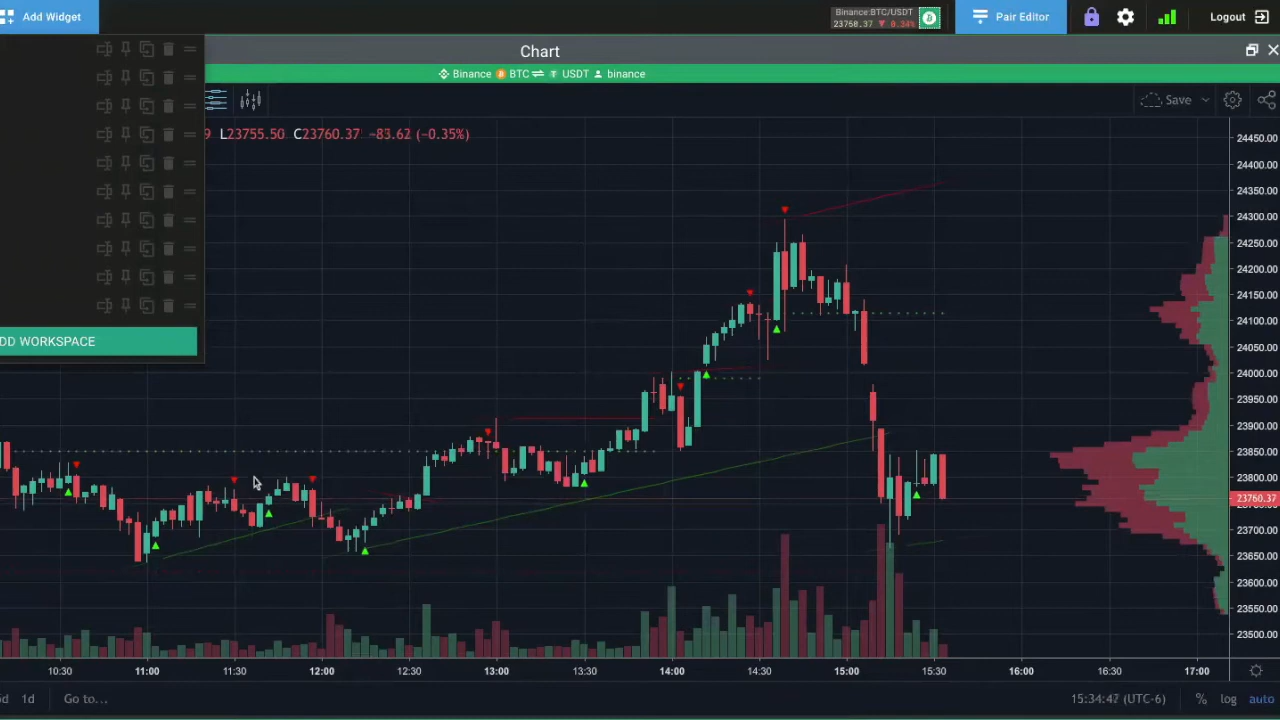 Add Widget
Binance:BTC/USDT
23760.37 ▼ 0.34%
Pair Editor
Logout
Chart
Binance BTC ⇌ USDT binance
Save
9 L23755.50 C23760.37 −83.62 (−0.35%)
DD WORKSPACE
24450.00
24400.00
24350.00
24300.00
24250.00
24200.00
24150.00
24100.00
24050.00
24000.00
23950.00
23900.00
23850.00
23800.00
23760.37
23700.00
23650.00
23600.00
23550.00
23500.00
10:30 11:00 11:30 12:00 12:30 13:00 13:30 14:00 14:30 15:00 15:30 16:00 16:30 17:00
d 1d Go to... 15:34:47 (UTC-6) % log auto